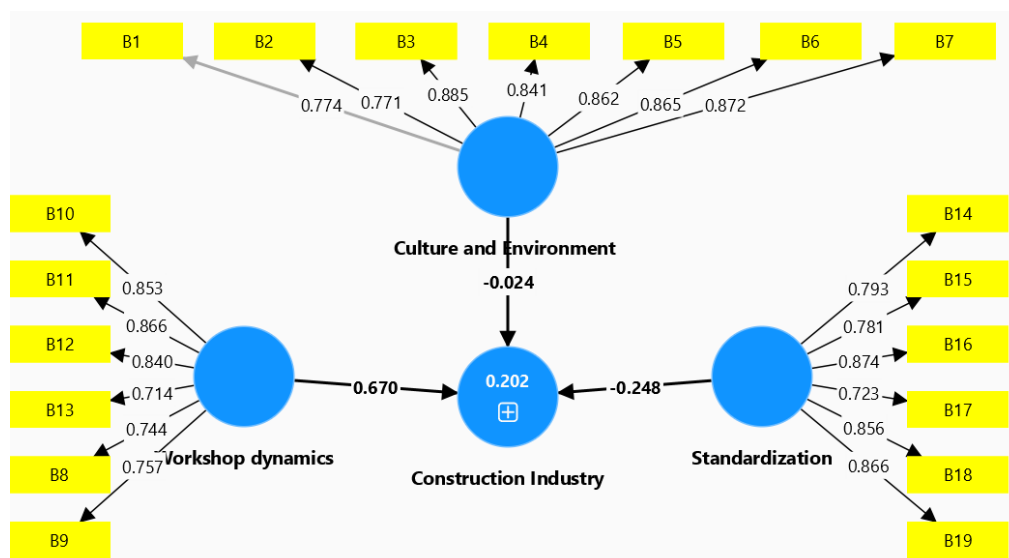 B1
B2
B3
B4
B5
B6
B7
0.774
0.771
0.885
0.841
0.862
0.865
0.872
Culture and Environment
-0.024
B10
B11
B12
B13
B8
B9
0.853
0.866
0.840
0.714
0.744
0.757
Workshop dynamics
0.670
0.202
Construction Industry
-0.248
B14
B15
B16
B17
B18
B19
0.793
0.781
0.874
0.723
0.856
0.866
Standardization